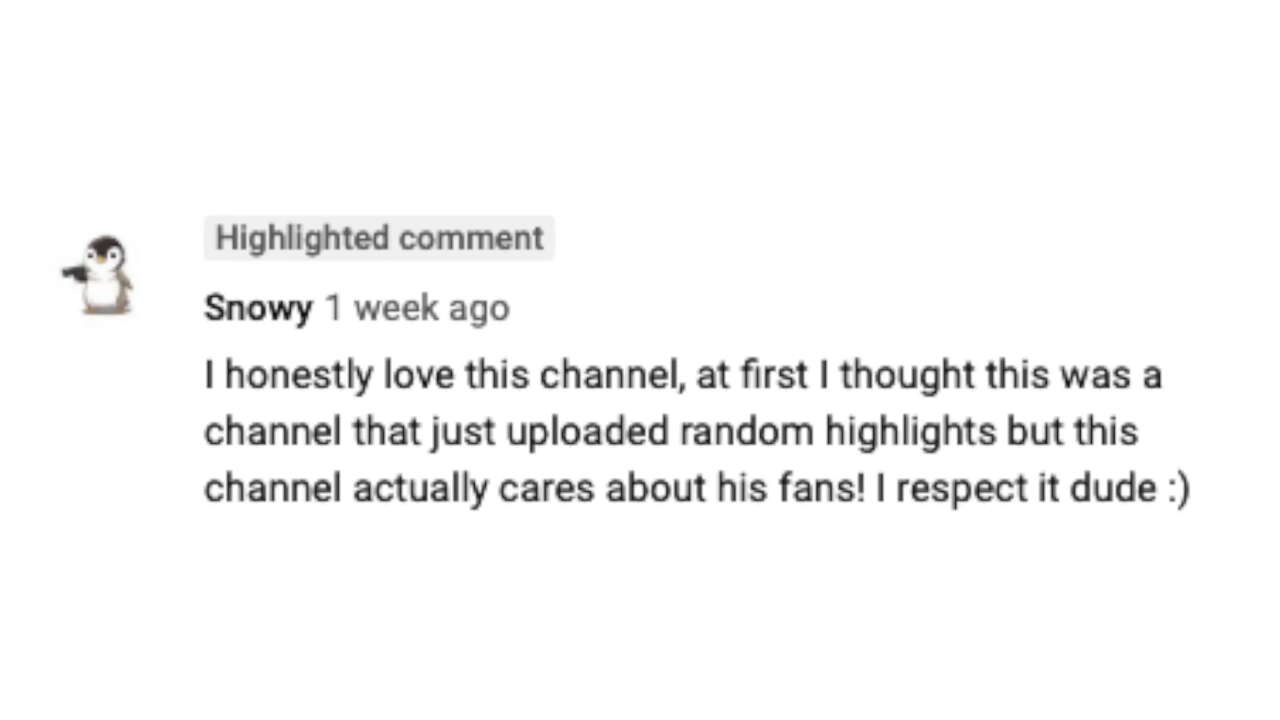 Highlighted comment
Snowy 1 week ago
I honestly love this channel, at first I thought this was a
channel that just uploaded random highlights but this
channel actually cares about his fans! I respect it dude :)